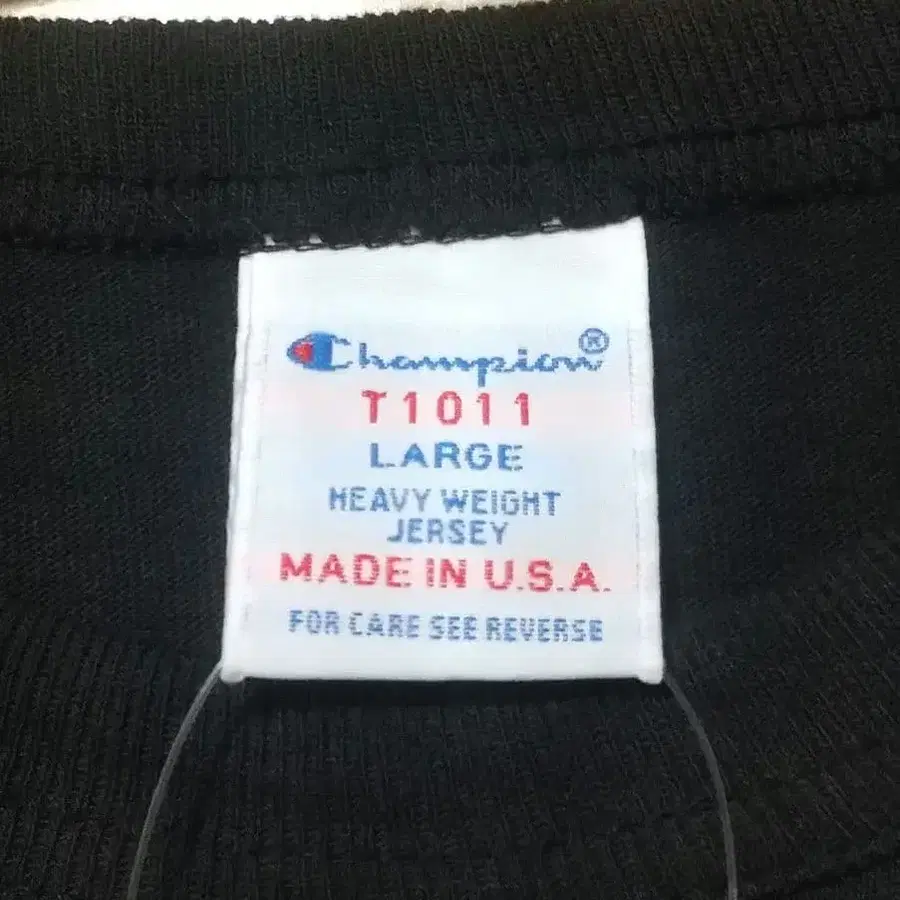 Champion®
T1011
LARGE
HEAVY WEIGHT
JERSEY
MADE IN U.S.A.
FOR CARE SEE REVERSE